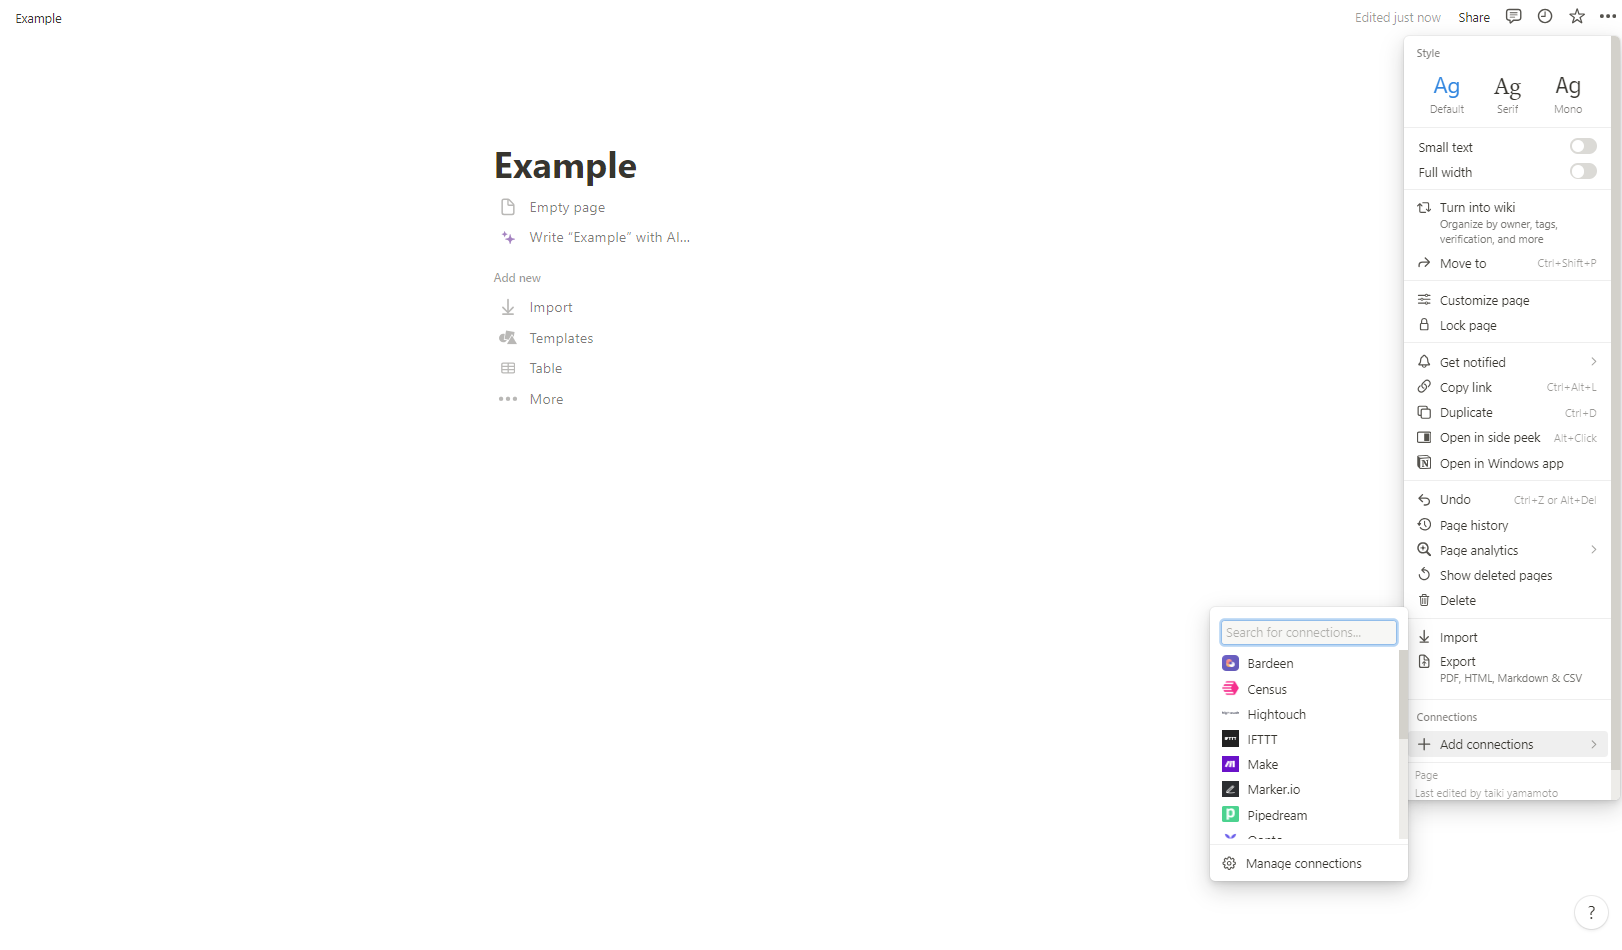 Example
Edited just now
Share
Style
Ag
Ag
Ag
Default
Serif
Mono
Small text
Full width
Turn into wiki
Organize by owner, tags,
verification, and more
Move to Ctrl+Shift+P
Customize page
Lock page
Get notified
Copy link Ctrl+Alt+L
Duplicate Ctrl+D
Open in side peek Alt+Click
Open in Windows app
Undo Ctrl+Z or Alt+Del
Page history
Page analytics
Show deleted pages
Delete
Import
Export
PDF, HTML, Markdown & CSV
Connections
Add connections
Page
Last edited by taiki yamamoto
Example
Empty page
Write “Example” with AI...
Add new
Import
Templates
Table
More
Search for connections...
Bardeen
Census
Hightouch
IFTTT
Make
Marker.io
Pipedream
Manage connections
?